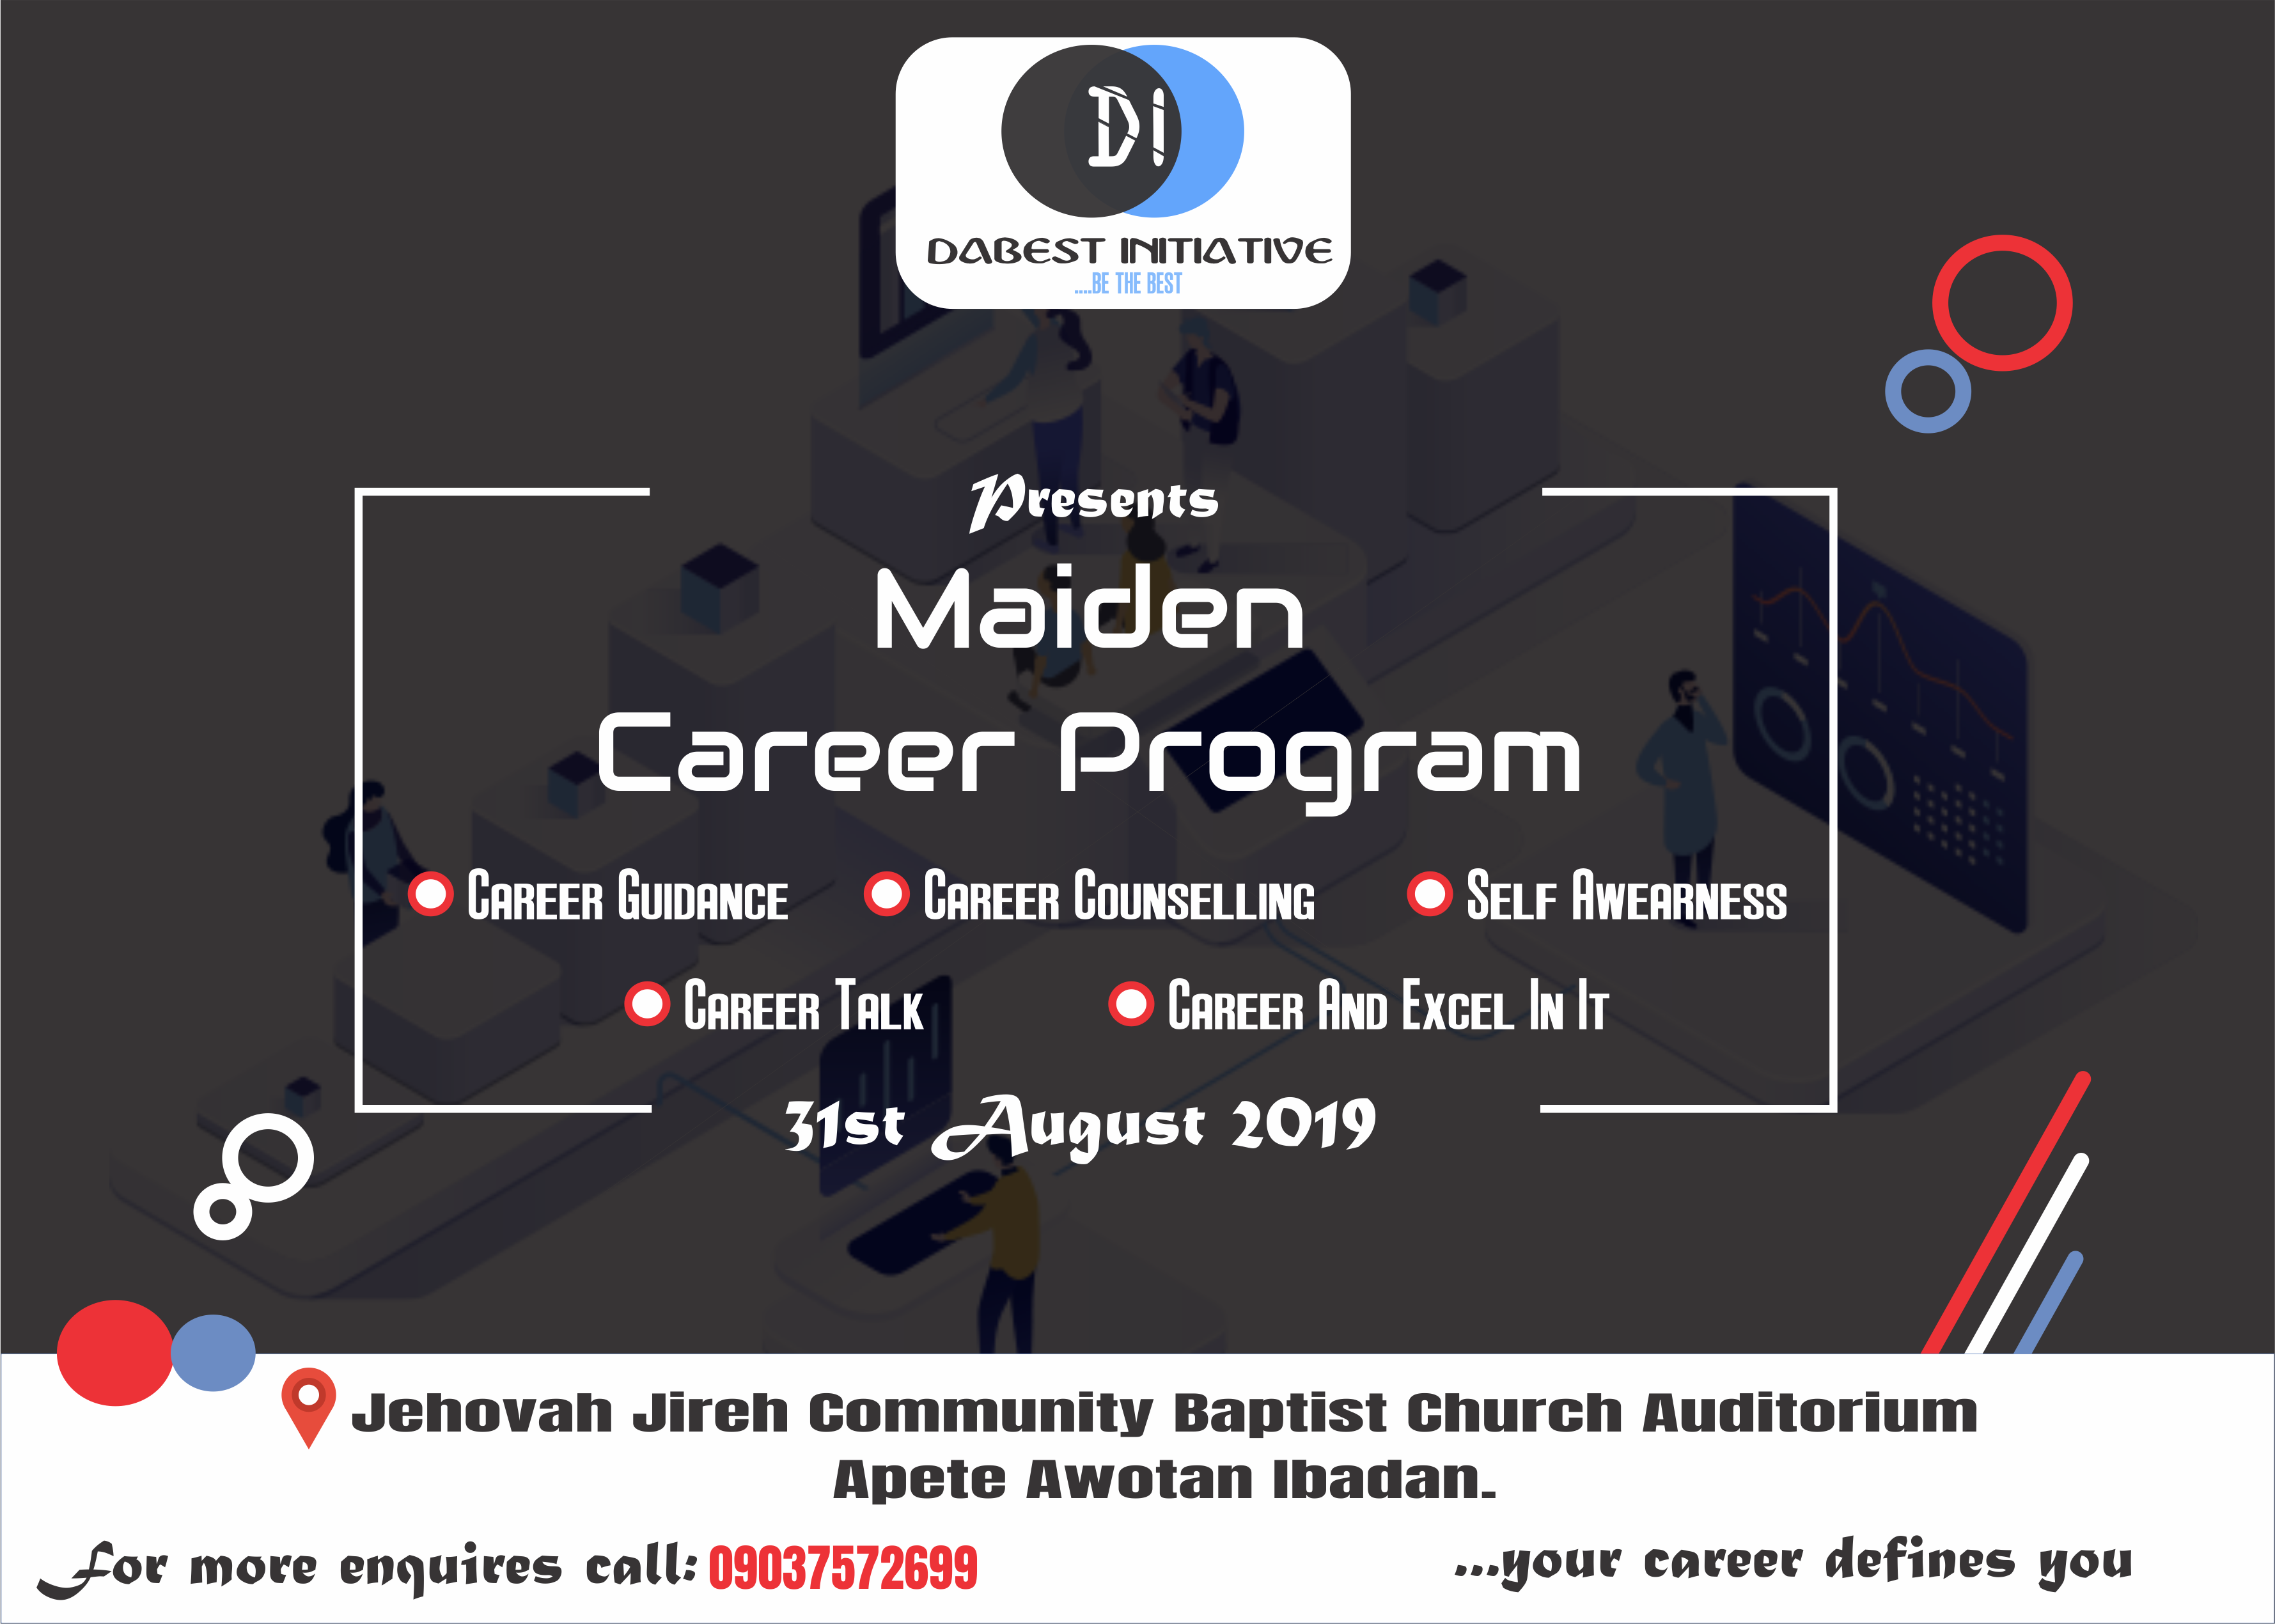 DI
DABEST INITIATIVE
....BE THE BEST
Presents
Maiden
Career Program
Career Guidance Career Counselling Self Awearness
Career Talk Career And Excel In It
31st August 2019
Jehovah Jireh Community Baptist Church Auditorium
Apete Awotan Ibadan.
For more enquires call: 09037572699 ...your career defines you